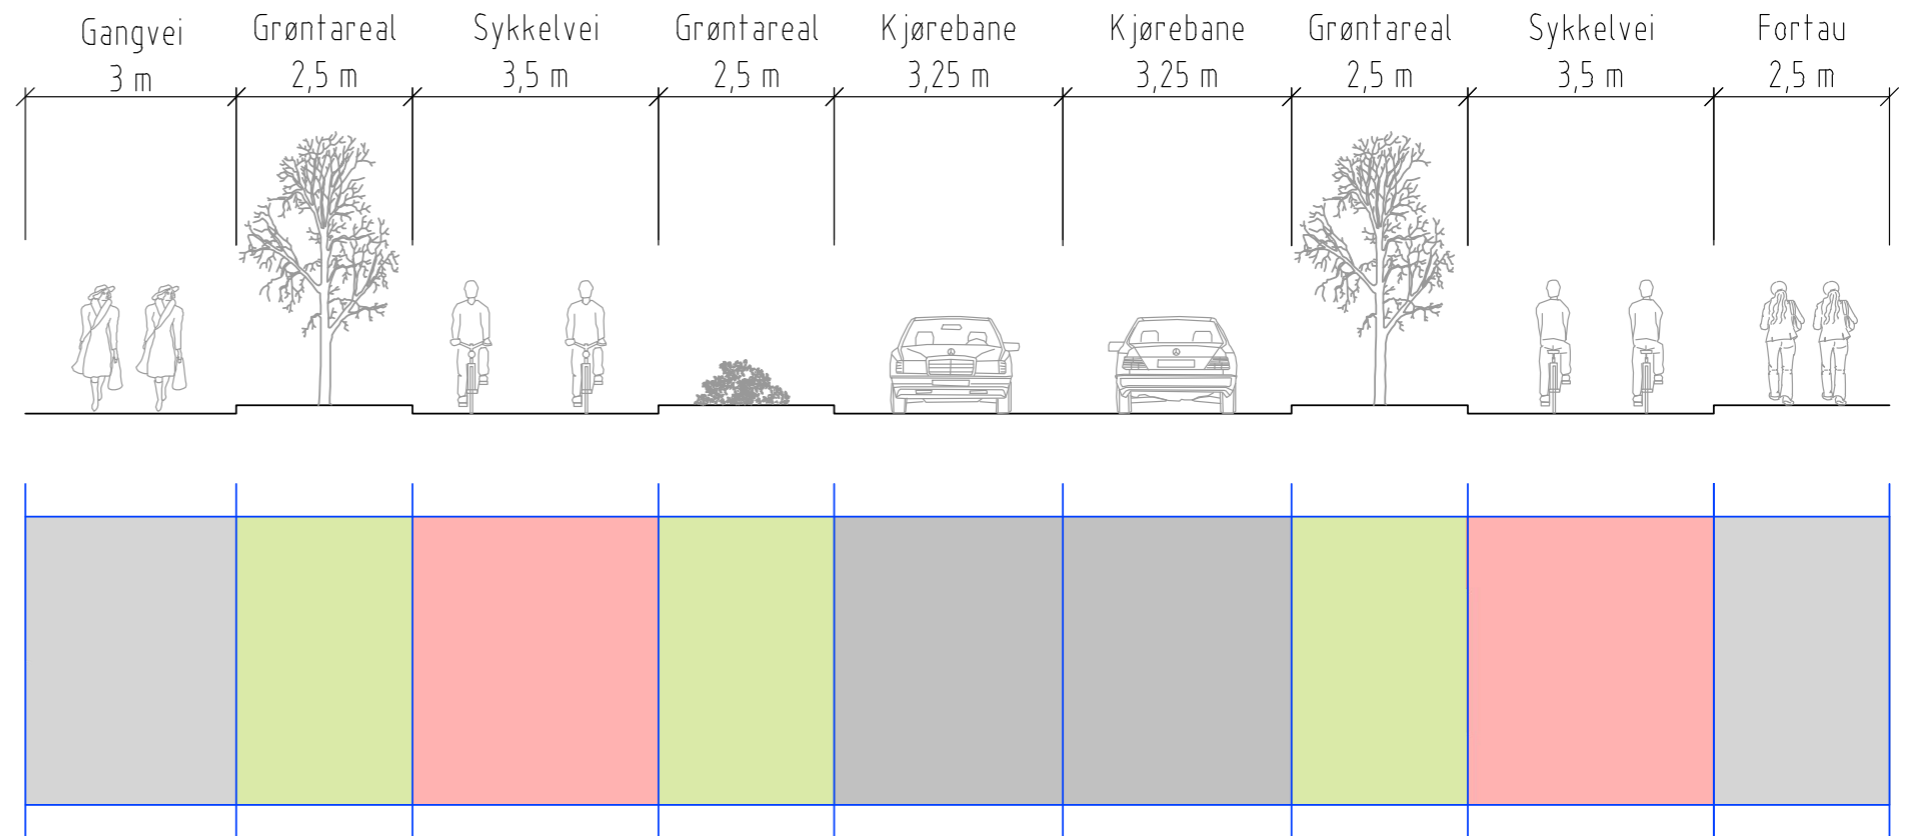 Gangvei
3 m
Grøntareal
2,5 m
Sykkelvei
3,5 m
Grøntareal
2,5 m
Kjørebane
3,25 m
Kjørebane
3,25 m
Grøntareal
2,5 m
Sykkelvei
3,5 m
Fortau
2,5 m